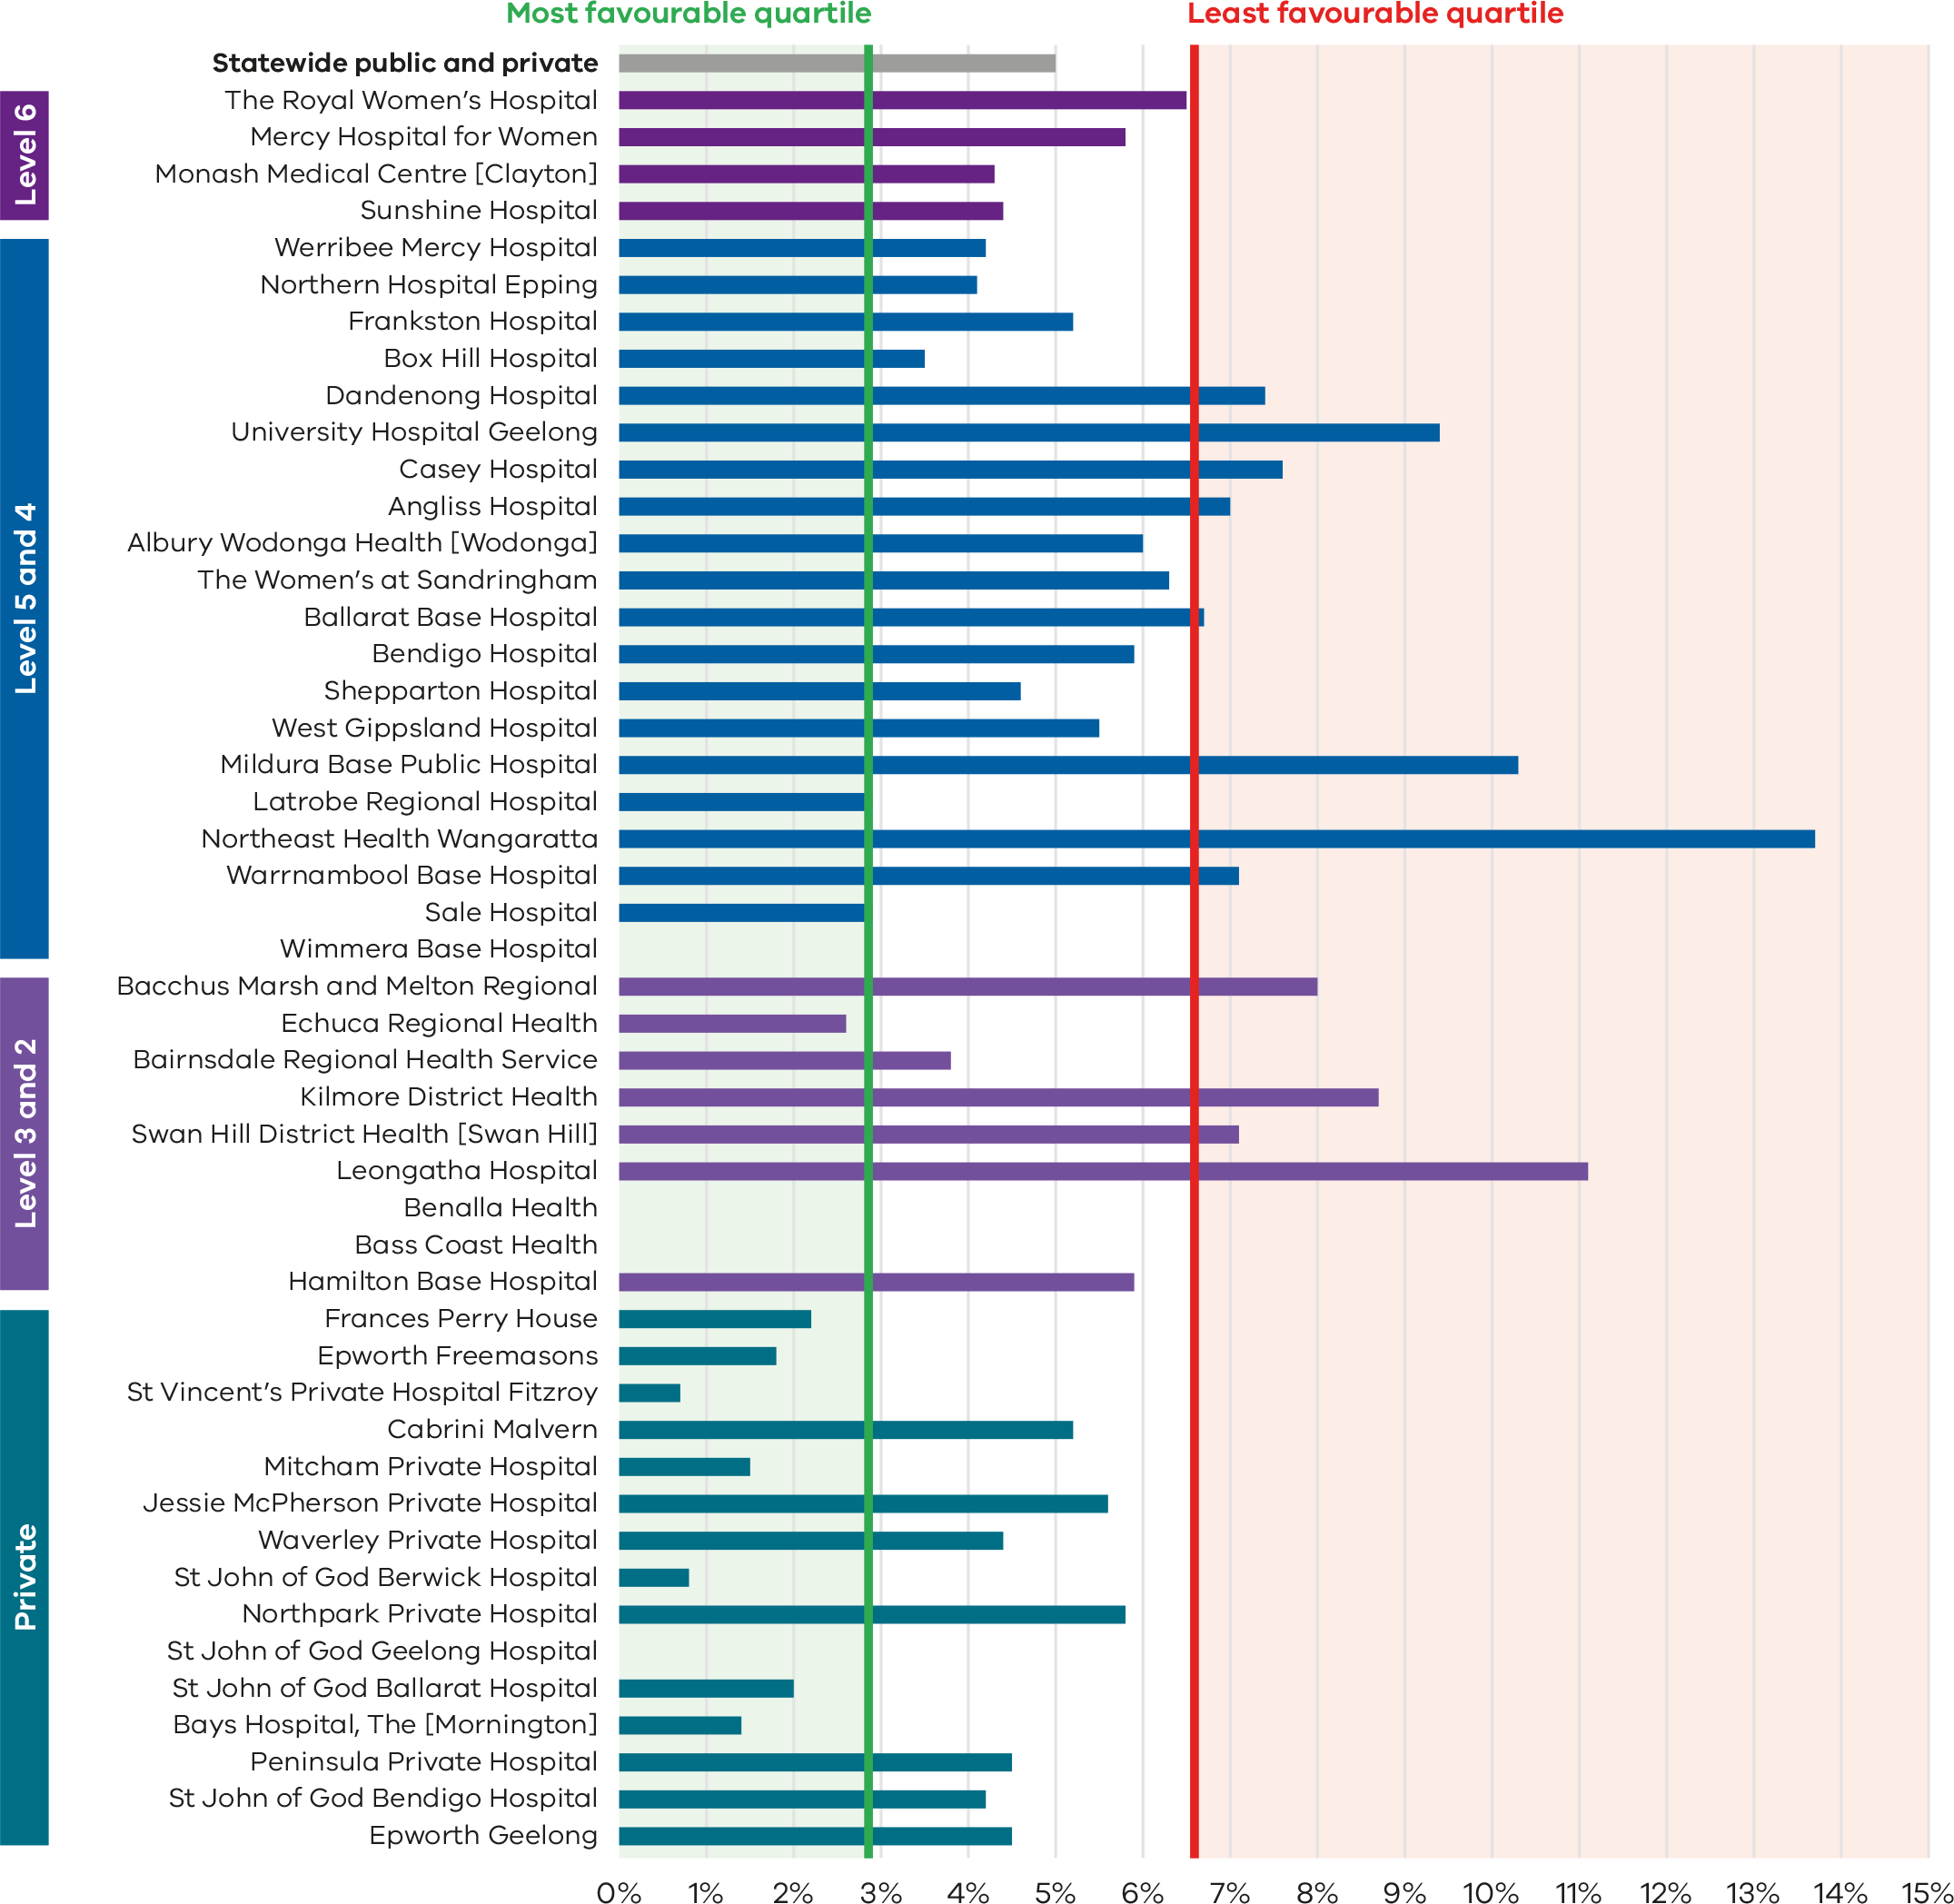 Most favourable quartile
Least favourable quartile
Statewide public and private
Level 6
The Royal Women’s Hospital
Mercy Hospital for Women
Monash Medical Centre [Clayton]
Sunshine Hospital
Level 5 and 4
Werribee Mercy Hospital
Northern Hospital Epping
Frankston Hospital
Box Hill Hospital
Dandenong Hospital
University Hospital Geelong
Casey Hospital
Angliss Hospital
Albury Wodonga Health [Wodonga]
The Women’s at Sandringham
Ballarat Base Hospital
Bendigo Hospital
Shepparton Hospital
West Gippsland Hospital
Mildura Base Public Hospital
Latrobe Regional Hospital
Northeast Health Wangaratta
Warrnambool Base Hospital
Sale Hospital
Wimmera Base Hospital
Level 3 and 2
Bacchus Marsh and Melton Regional
Echuca Regional Health
Bairnsdale Regional Health Service
Kilmore District Health
Swan Hill District Health [Swan Hill]
Leongatha Hospital
Benalla Health
Bass Coast Health
Hamilton Base Hospital
Private
Frances Perry House
Epworth Freemasons
St Vincent’s Private Hospital Fitzroy
Cabrini Malvern
Mitcham Private Hospital
Jessie McPherson Private Hospital
Waverley Private Hospital
St John of God Berwick Hospital
Northpark Private Hospital
St John of God Geelong Hospital
St John of God Ballarat Hospital
Bays Hospital, The [Mornington]
Peninsula Private Hospital
St John of God Bendigo Hospital
Epworth Geelong
0% 1% 2% 3% 4% 5% 6% 7% 8% 9% 10% 11% 12% 13% 14% 15%